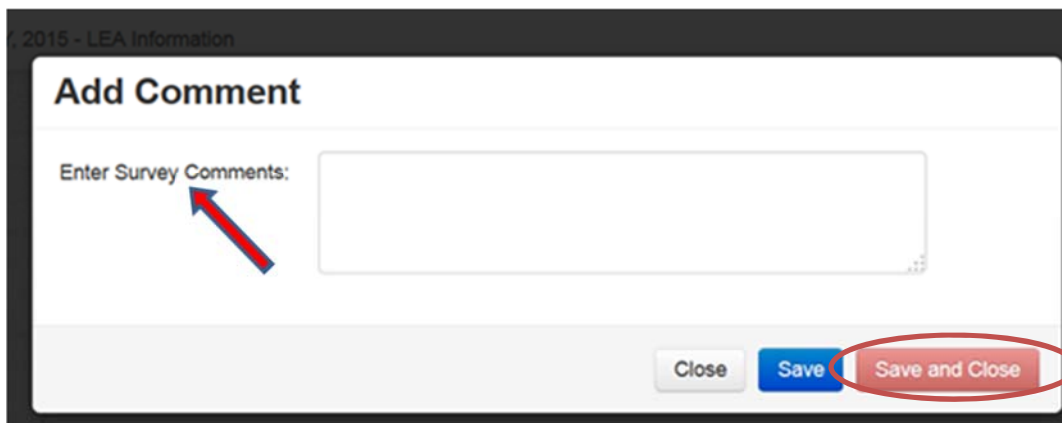 , 2015 - LEA Information
Add Comment
Enter Survey Comments:
Close Save Save and Close